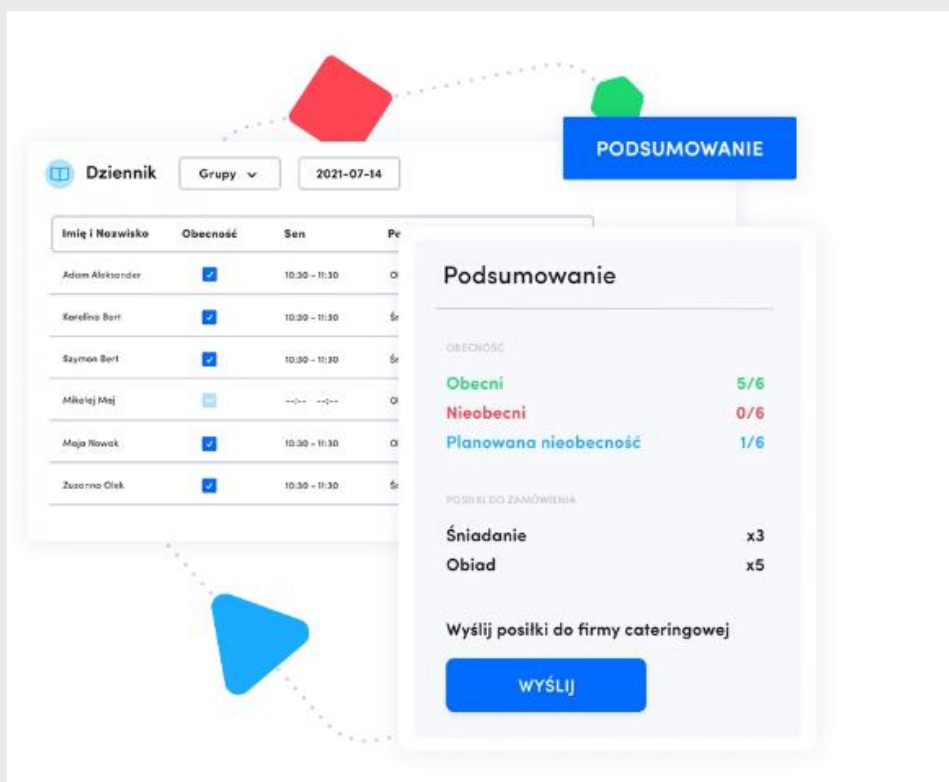 PODSUMOWANIE
Dziennik Grupy 2021-07-14
Imię i Nazwisko Obecność Sen
Adam Aleksander 10:30 - 11:30
Karolina Bert 10:30 - 11:30
Szymon Bert 10:30 - 11:30
Mikołaj Maj --:-- --:--
Maja Nowak 10:30 - 11:30
Zuzanna Olek 10:30 - 11:30
Podsumowanie
OBECNOŚĆ
Obecni 5/6
Nieobecni 0/6
Planowana nieobecność 1/6
POSIŁKI DO ZAMÓWIENIA
Śniadanie x3
Obiad x5
Wyślij posiłki do firmy cateringowej
WYŚLIJ